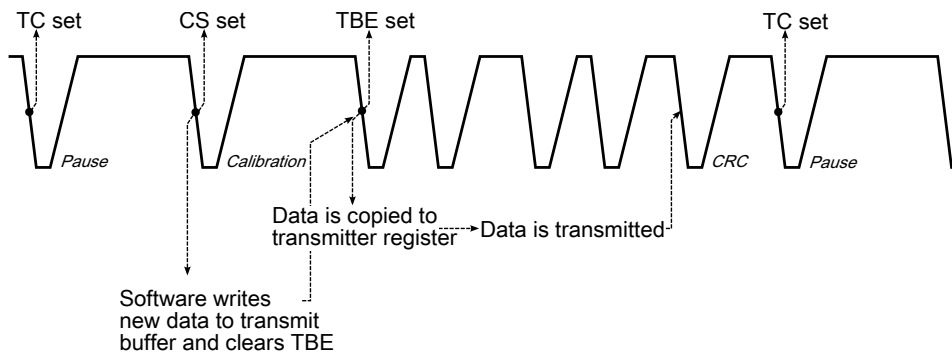 TC set
CS set
TBE set
TC set
Pause
Calibration
CRC
Pause
Data is copied to
transmitter register
Data is transmitted
Software writes
new data to transmit
buffer and clears TBE